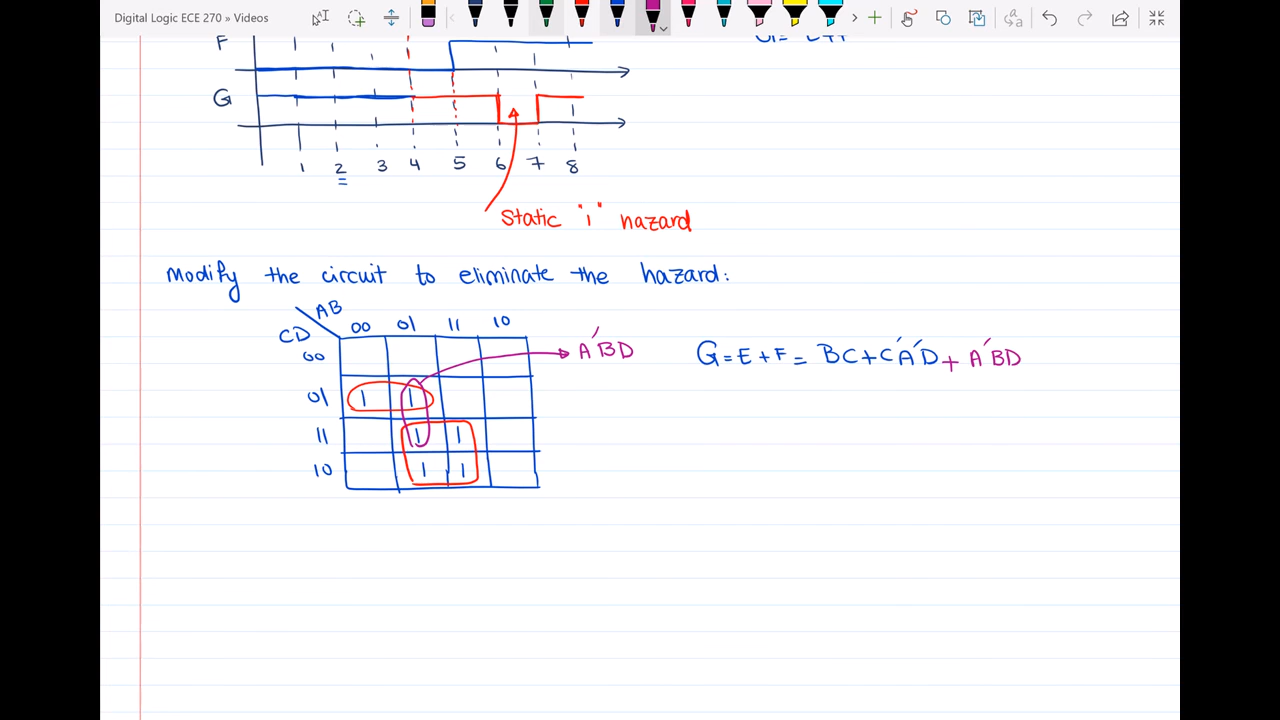 Digital Logic ECE 270 » Videos
F
G
1 2 3 4 5 6 7 8
Static "1" hazard
Modify the circuit to eliminate the hazard:
AB
CD 00 01 11 10
00
A'BD
G = E + F = BC + C'A'D + A'BD
01 1 1
11 1 1
10 1 1